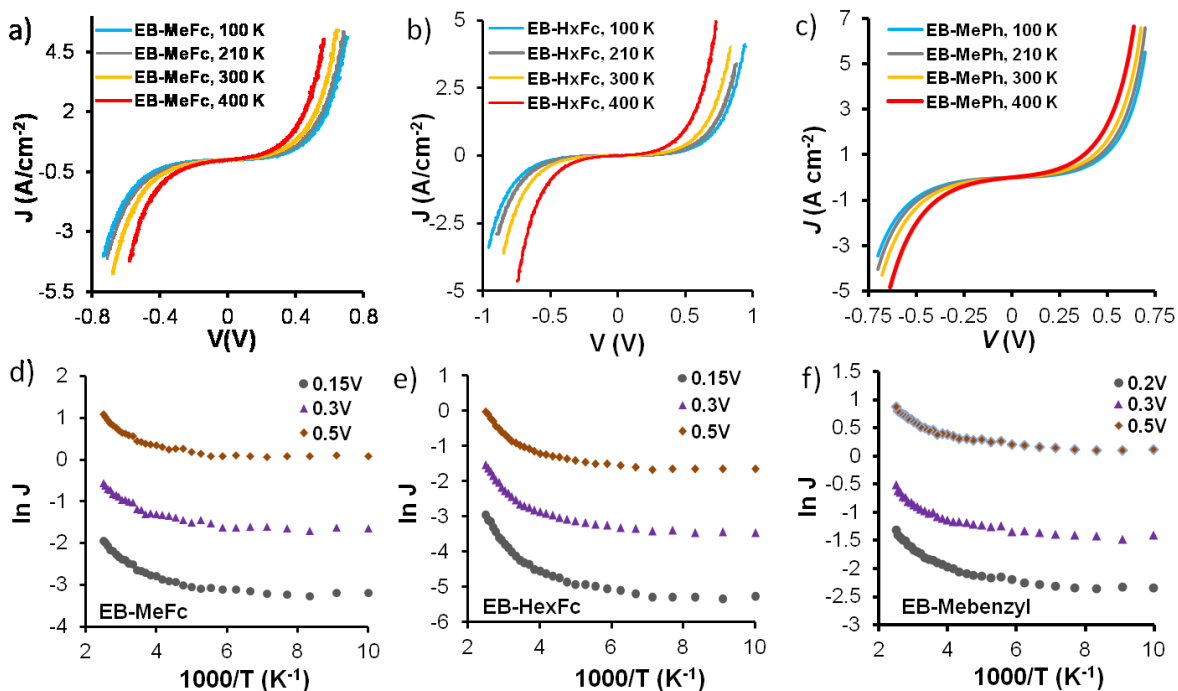 a)
EB-MeFc, 100 K
EB-MeFc, 210 K
EB-MeFc, 300 K
EB-MeFc, 400 K
J (A/cm⁻²)
4.5
2
-0.5
-3
-5.5
-0.8 -0.4 0 0.4 0.8
V(V)
b)
EB-HxFc, 100 K
EB-HxFc, 210 K
EB-HxFc, 300 K
EB-HxFc, 400 K
J (A/cm⁻²)
5
2.5
0
-2.5
-5
-1 -0.5 0 0.5 1
V (V)
c)
EB-MePh, 100 K
EB-MePh, 210 K
EB-MePh, 300 K
EB-MePh, 400 K
J (A cm⁻²)
7
5
3
1
-1
-3
-5
-0.75 -0.5 -0.25 0 0.25 0.5 0.75
V (V)
d)
0.15V
0.3V
0.5V
ln J
2
1
0
-1
-2
-3
-4
EB-MeFc
2 4 6 8 10
1000/T (K⁻¹)
e)
0.15V
0.3V
0.5V
ln J
1
0
-1
-2
-3
-4
-5
-6
EB-HexFc
2 4 6 8 10
1000/T (K⁻¹)
f)
0.2V
0.3V
0.5V
ln J
1.5
1
0.5
0
-0.5
-1
-1.5
-2
-2.5
-3
EB-Mebenzyl
2 4 6 8 10
1000/T (K⁻¹)